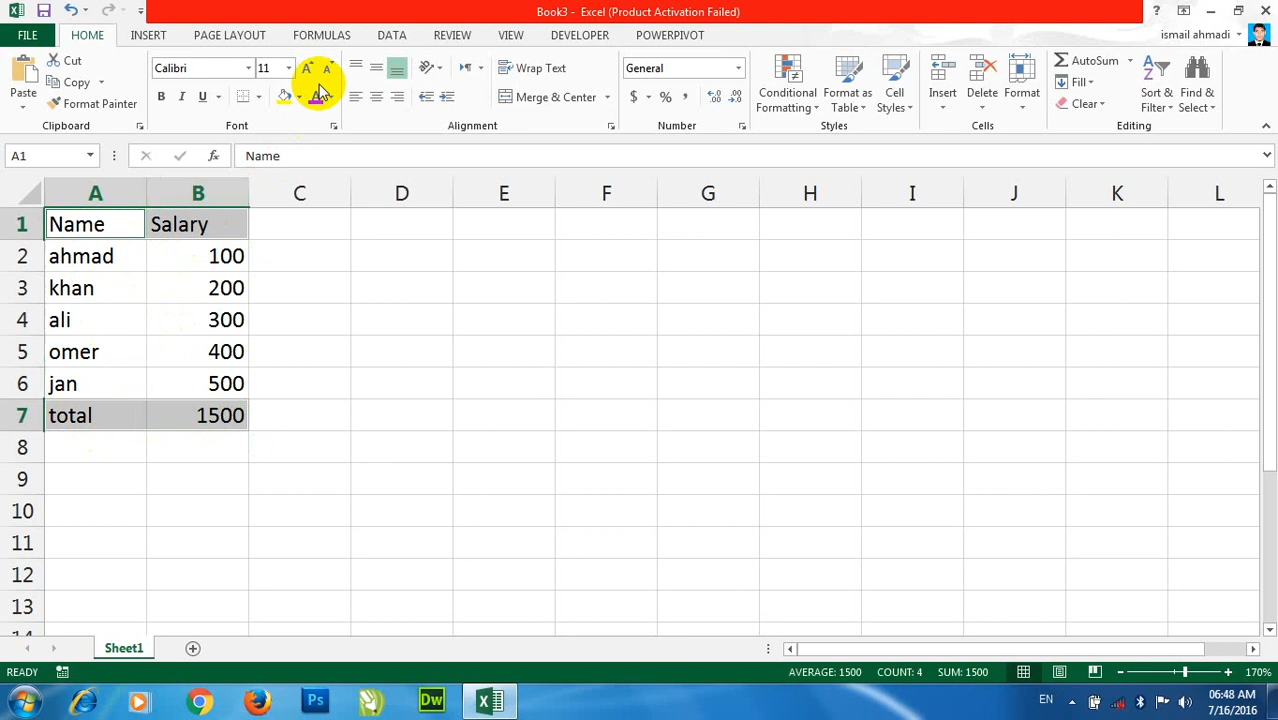 Book3 - Excel (Product Activation Failed)
FILE HOME INSERT PAGE LAYOUT FORMULAS DATA REVIEW VIEW DEVELOPER POWERPIVOT ismail ahmadi
Paste
Cut
Copy
Format Painter
Clipboard
Calibri 11
Font
Wrap Text
Merge & Center
Alignment
General
$ % ,
Number
Conditional Formatting
Format as Table
Cell Styles
Styles
Insert
Delete
Format
Cells
AutoSum
Fill
Clear
Sort & Filter
Find & Select
Editing
A1 fx Name
A B C D E F G H I J K L
1 Name Salary
2 ahmad 100
3 khan 200
4 ali 300
5 omer 400
6 jan 500
7 total 1500
8
9
10
11
12
13
Sheet1
READY AVERAGE: 1500 COUNT: 4 SUM: 1500 170%
Ps Dw EN 06:48 AM
7/16/2016